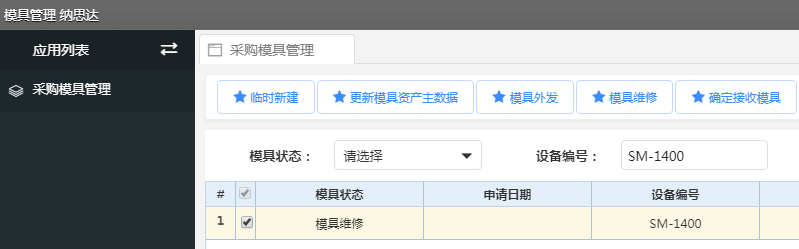 模具管理 纳思达
应用列表
采购模具管理
采购模具管理
临时新建 更新模具资产主数据 模具外发 模具维修 确定接收模具
模具状态： 请选择 设备编号： SM-1400
# 模具状态 申请日期 设备编号
1 模具维修 SM-1400